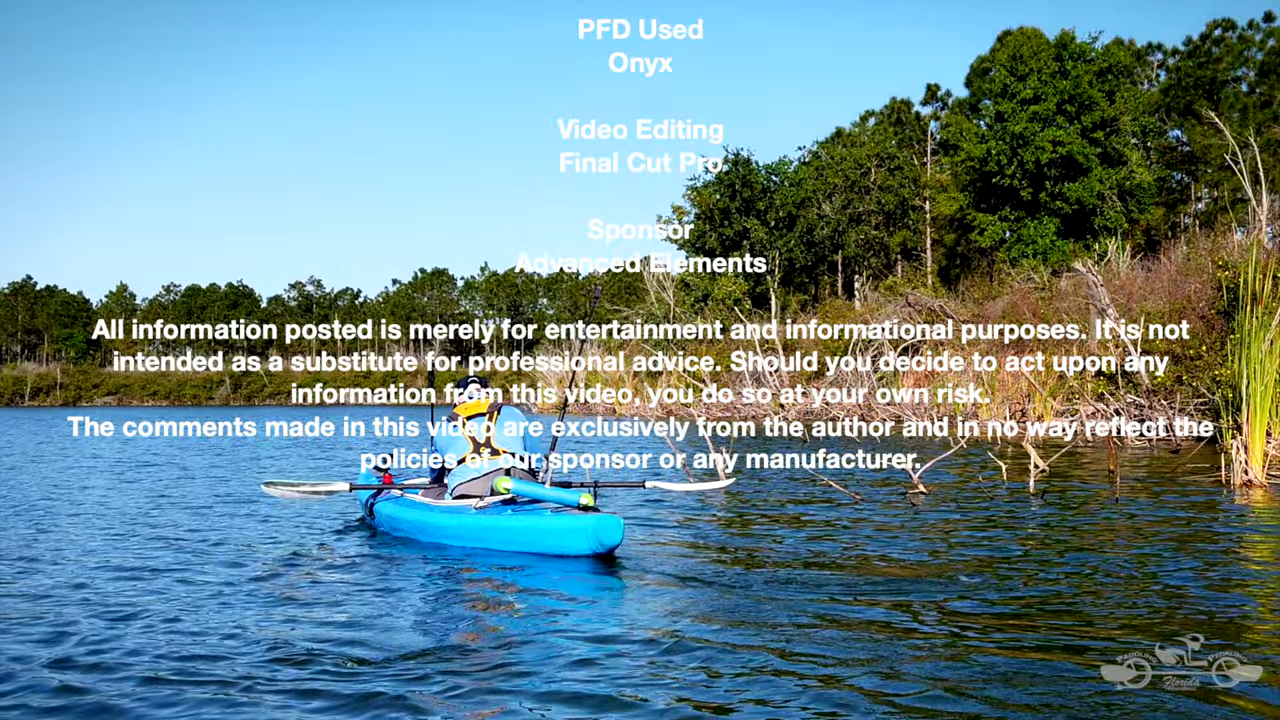 PFD Used
Onyx
Video Editing
Final Cut Pro
Sponsor
Advanced Elements
All information posted is merely for entertainment and informational purposes. It is not
intended as a substitute for professional advice. Should you decide to act upon any
information from this video, you do so at your own risk.
The comments made in this video are exclusively from the author and in no way reflect the
policies of our sponsor or any manufacturer.
Paddling
Pedaling
Florida